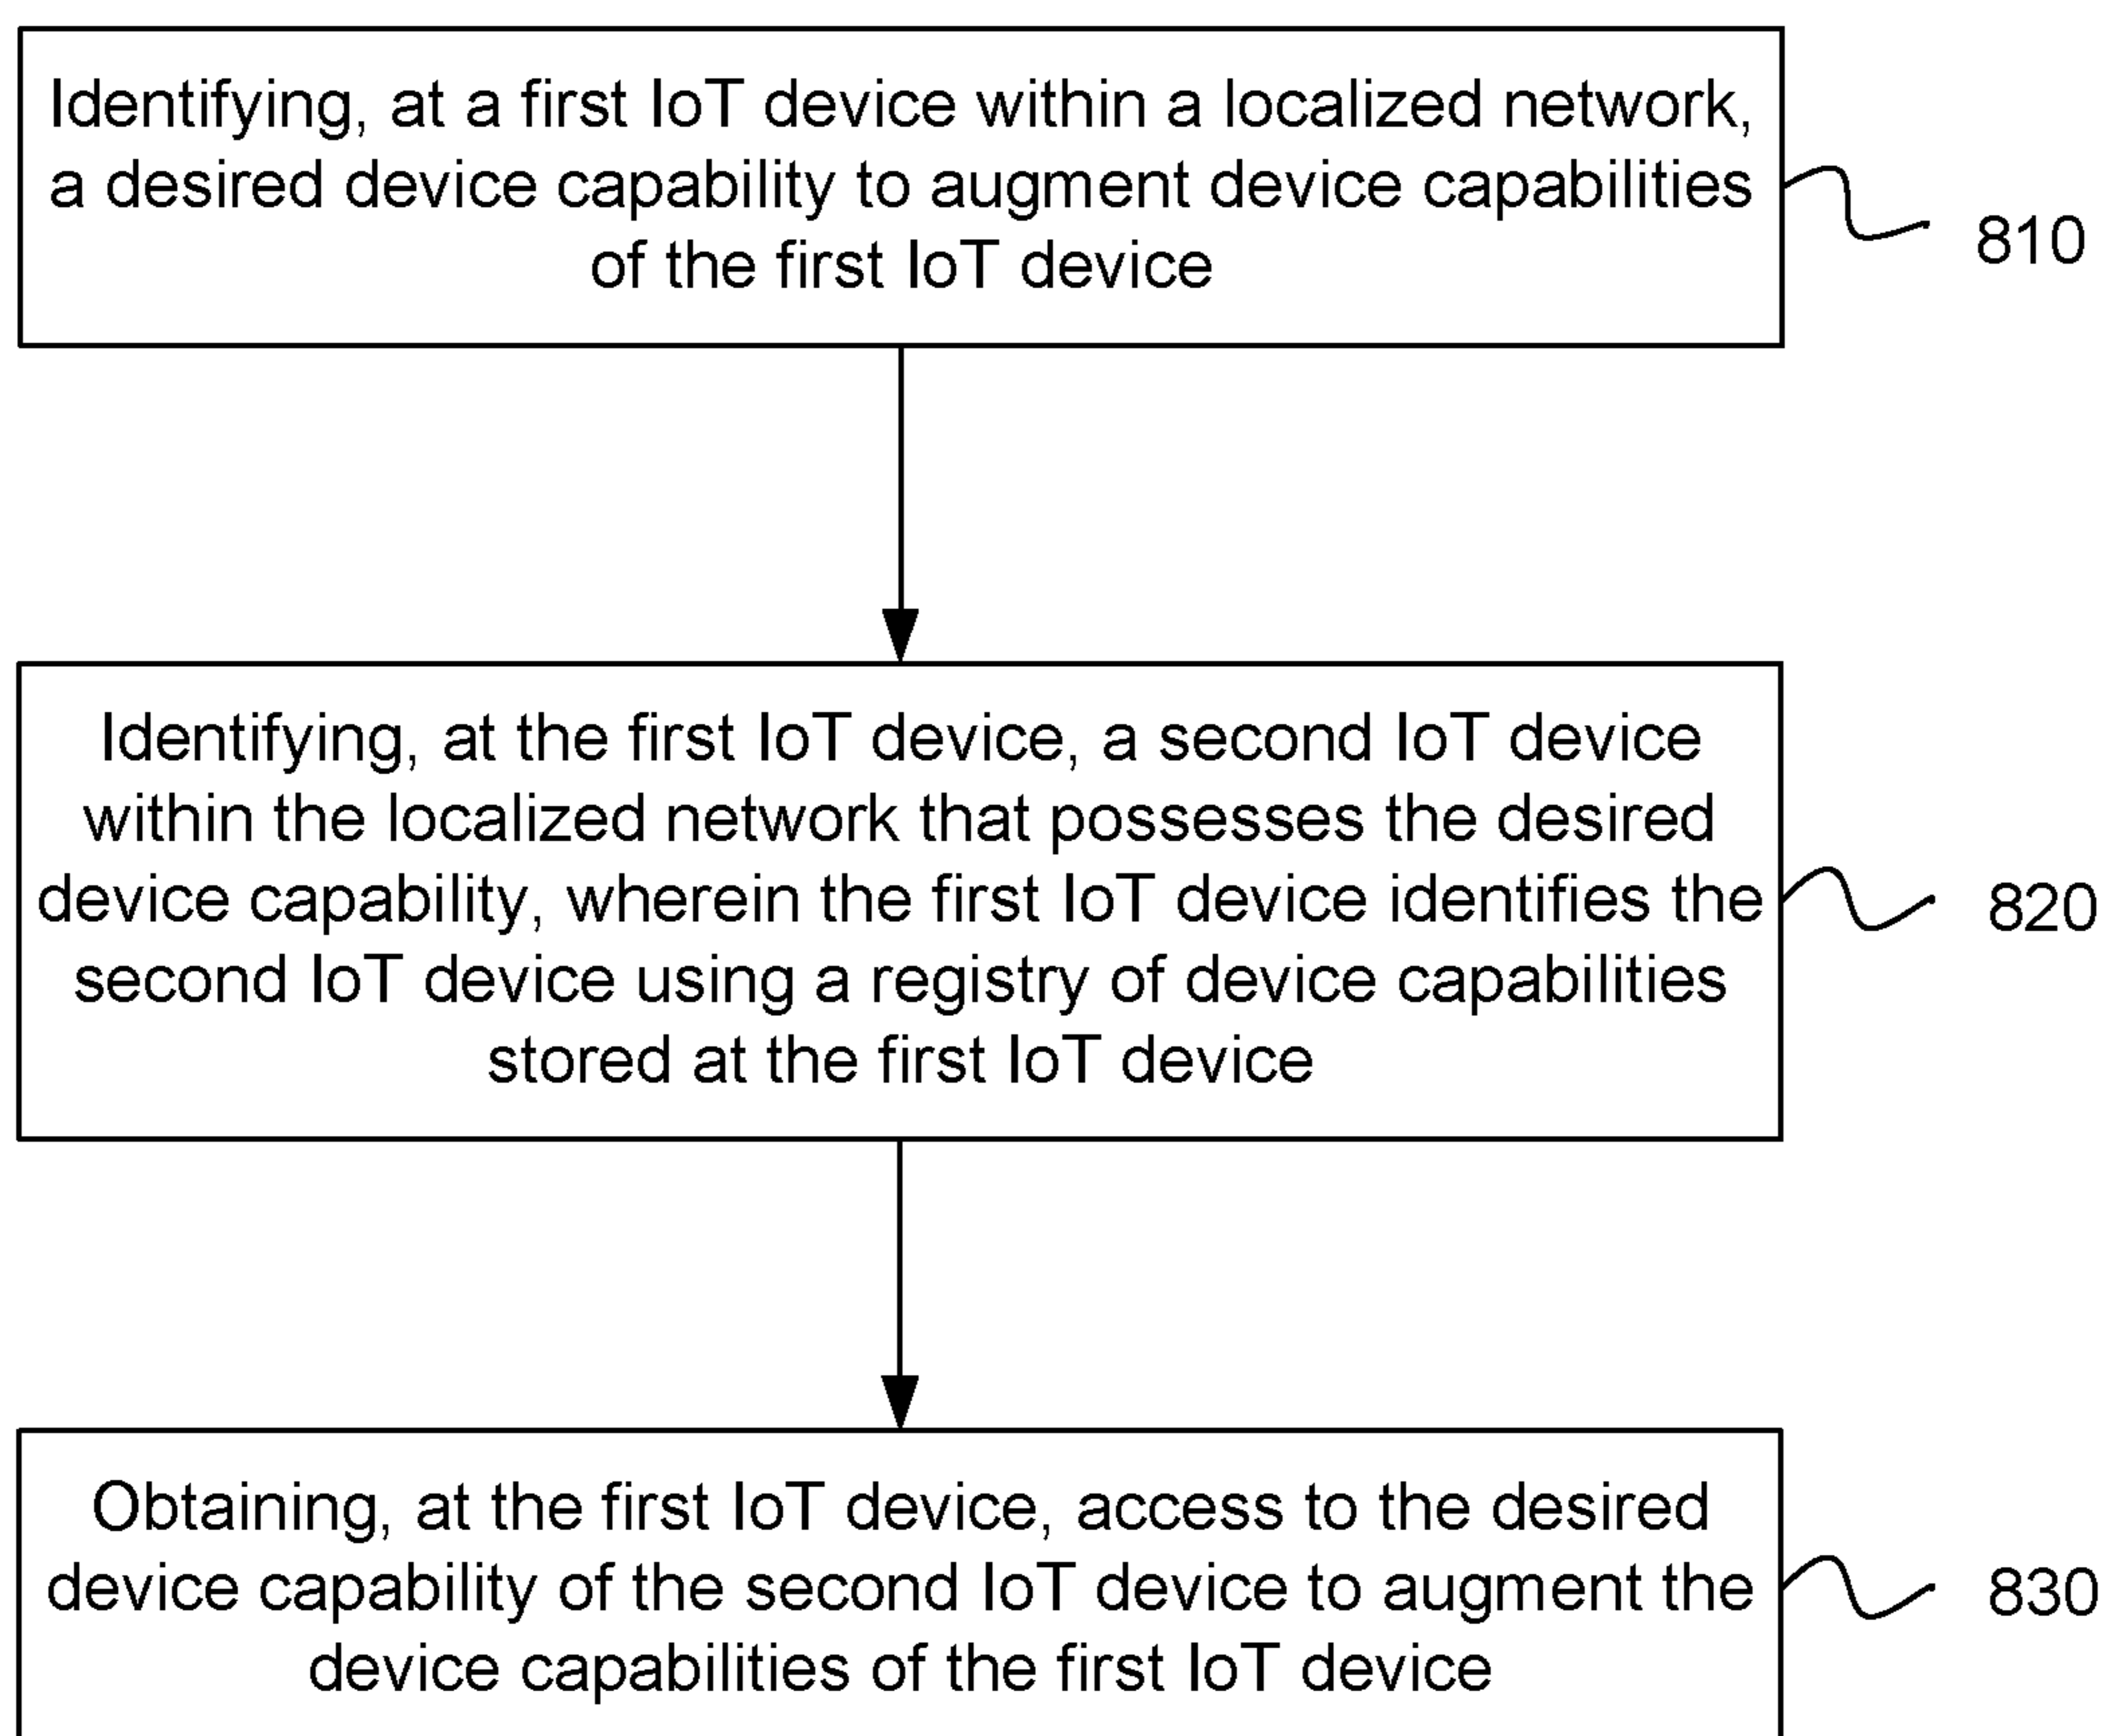 Identifying, at a first IoT device within a localized network,
a desired device capability to augment device capabilities
of the first IoT device
810
Identifying, at the first IoT device, a second IoT device
within the localized network that possesses the desired
device capability, wherein the first IoT device identifies the
second IoT device using a registry of device capabilities
stored at the first IoT device
820
Obtaining, at the first IoT device, access to the desired
device capability of the second IoT device to augment the
device capabilities of the first IoT device
830